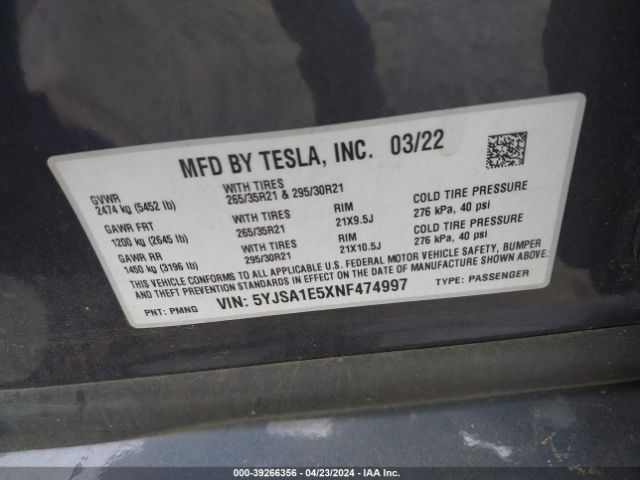 MFD BY TESLA, INC. 03/22
GVWR WITH TIRES COLD TIRE PRESSURE
2474 kg (5452 lb) 265/35R21 & 295/30R21 276 kPa, 40 psi
GAWR FRT WITH TIRES RIM COLD TIRE PRESSURE
1200 kg (2645 lb) 265/35R21 21X9.5J 276 kPa, 40 psi
GAWR RR WITH TIRES RIM
1450 kg (3196 lb) 295/30R21 21X10.5J
THIS VEHICLE CONFORMS TO ALL APPLICABLE U.S. FEDERAL MOTOR VEHICLE SAFETY, BUMPER
AND THEFT PREVENTION STANDARDS IN EFFECT ON THE DATE OF MANUFACTURE SHOWN ABOVE.
PNT: PMNG VIN: 5YJSA1E5XNF474997 TYPE: PASSENGER
000-39266356 - 04/23/2024 - IAA Inc.